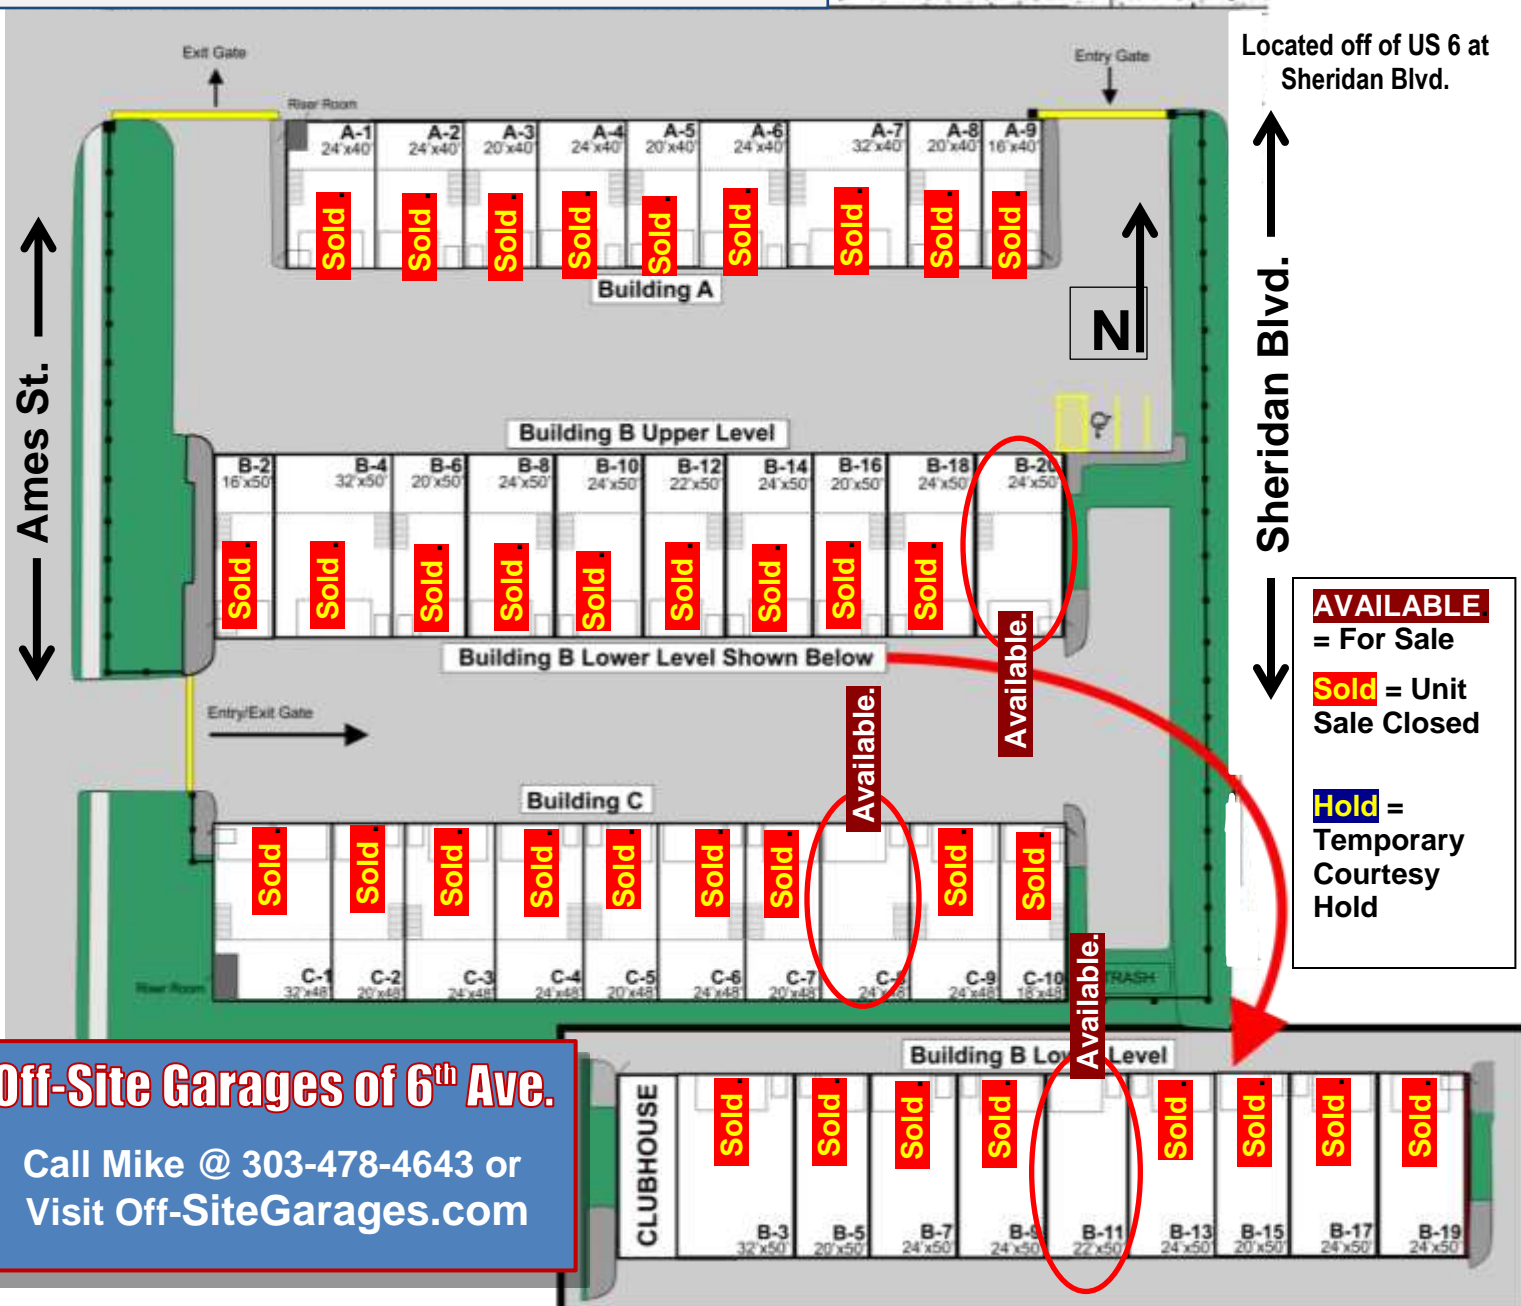 Located off of US 6 at
Sheridan Blvd.
Exit Gate
Entry Gate
Riser Room
A-1
24'x40'
A-2
24'x40'
A-3
20'x40'
A-4
24'x40'
A-5
20'x40'
A-6
24'x40'
A-7
32'x40'
A-8
20'x40'
A-9
16'x40'
Sold.
Sold.
Sold.
Sold.
Sold.
Sold.
Sold.
Sold.
Sold.
Building A
N
Ames St.
Sheridan Blvd.
Building B Upper Level
B-2
16'x50'
B-4
32'x50'
B-6
20'x50'
B-8
24'x50'
B-10
24'x50'
B-12
22'x50'
B-14
24'x50'
B-16
20'x50'
B-18
24'x50'
B-20
24'x50'
Sold.
Sold.
Sold.
Sold.
Sold.
Sold.
Sold.
Sold.
Sold.
Available.
Building B Lower Level Shown Below
AVAILABLE.
= For Sale
Sold = Unit
Sale Closed
Hold =
Temporary
Courtesy
Hold
Entry/Exit Gate
Building C
Sold.
Sold.
Sold.
Sold.
Sold.
Sold.
Sold.
Available.
Sold.
Sold.
Riser Room
C-1
32'x48'
C-2
20'x48'
C-3
24'x48'
C-4
24'x48'
C-5
20'x48'
C-6
24'x48'
C-7
20'x48'
C-8
24'x48'
C-9
24'x48'
C-10
18'x48'
TRASH
Building B Lower Level
CLUBHOUSE
Sold.
Sold.
Sold.
Sold.
Available.
Sold.
Sold.
Sold.
Sold.
B-3
32'x50'
B-5
20'x50'
B-7
24'x50'
B-9
24'x50'
B-11
22'x50'
B-13
24'x50'
B-15
20'x50'
B-17
24'x50'
B-19
24'x50'
Off-Site Garages of 6th Ave.
Call Mike @ 303-478-4643 or
Visit Off-SiteGarages.com